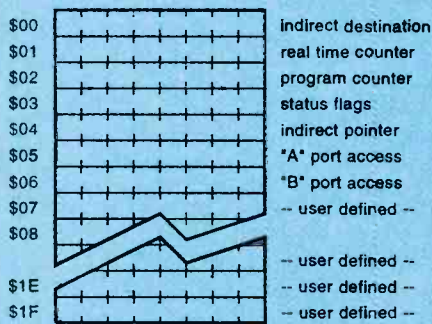 $00 indirect destination
$01 real time counter
$02 program counter
$03 status flags
$04 indirect pointer
$05 "A" port access
$06 "B" port access
$07 -- user defined --
$08
-- user defined --
$1E -- user defined --
$1F -- user defined --